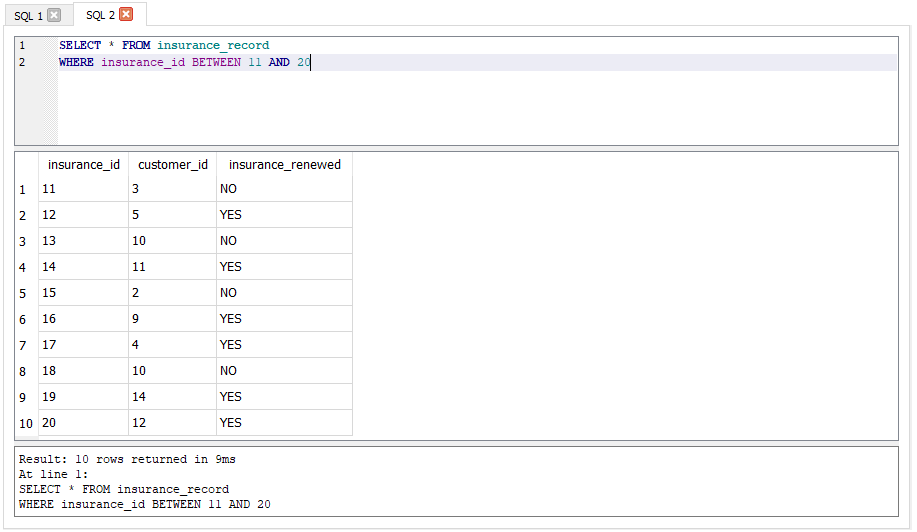 SQL 1 SQL 2
1 SELECT * FROM insurance_record
2 WHERE insurance_id BETWEEN 11 AND 20
insurance_id customer_id insurance_renewed
1 11 3 NO
2 12 5 YES
3 13 10 NO
4 14 11 YES
5 15 2 NO
6 16 9 YES
7 17 4 YES
8 18 10 NO
9 19 14 YES
10 20 12 YES
Result: 10 rows returned in 9ms
At line 1:
SELECT * FROM insurance_record
WHERE insurance_id BETWEEN 11 AND 20